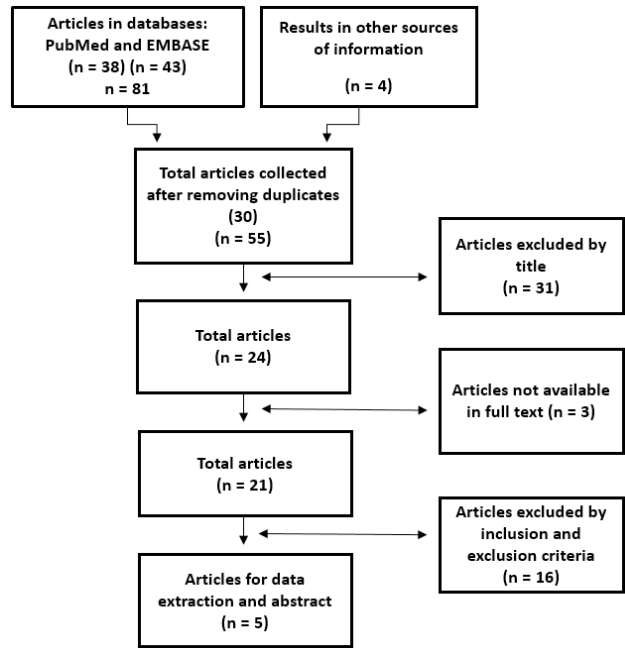 Articles in databases:
PubMed and EMBASE
(n = 38) (n = 43)
n = 81
Results in other sources
of information
(n = 4)
Total articles collected
after removing duplicates
(30)
(n = 55)
Articles excluded by
title
(n = 31)
Total articles
(n = 24)
Articles not available
in full text (n = 3)
Total articles
(n = 21)
Articles excluded by
inclusion and
exclusion criteria
(n = 16)
Articles for data
extraction and abstract
(n = 5)